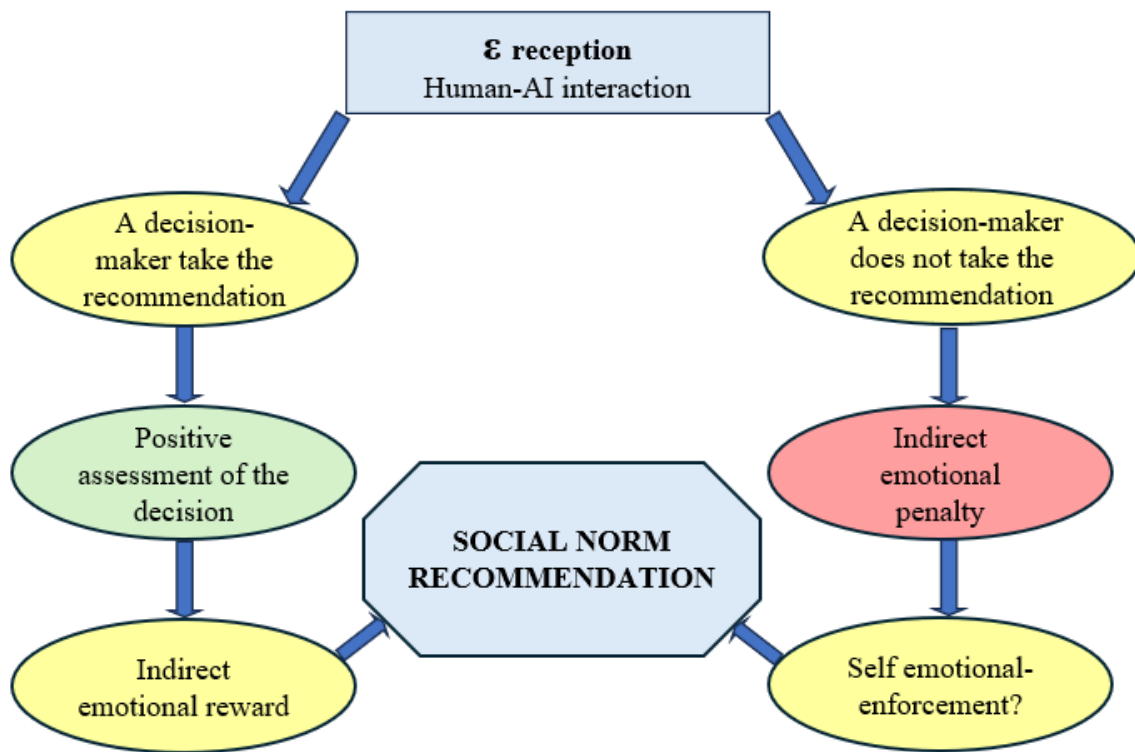 ε reception
Human-AI interaction
A decision-
maker take the
recommendation
A decision-maker
does not take the
recommendation
Positive
assessment of the
decision
Indirect
emotional
penalty
SOCIAL NORM
RECOMMENDATION
Indirect
emotional reward
Self emotional-
enforcement?